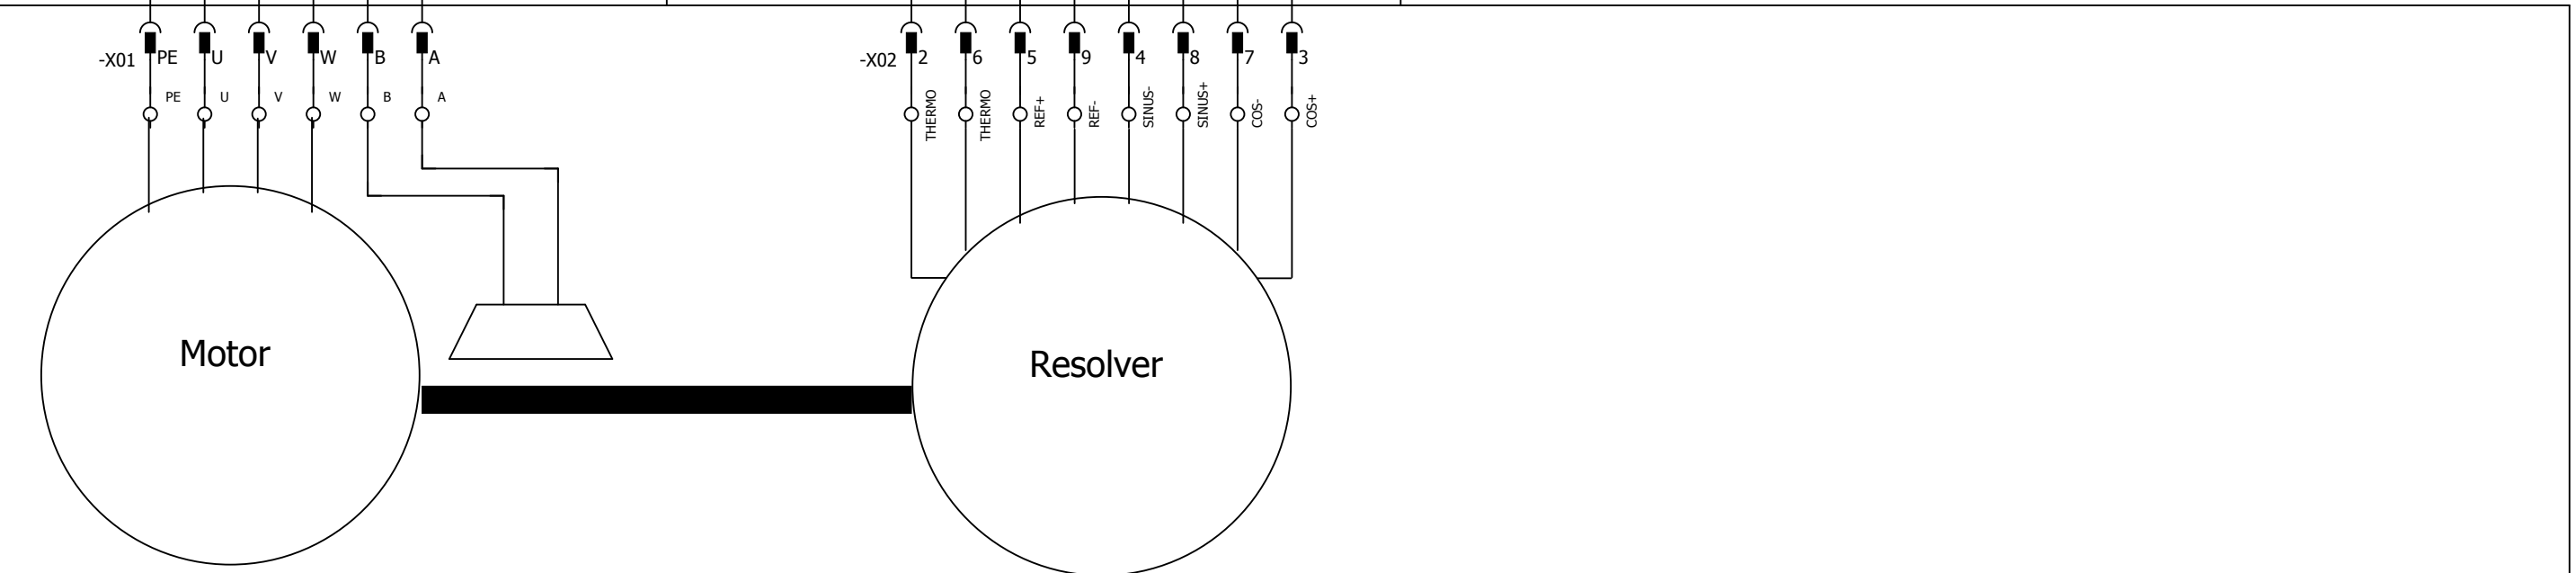 -X01 PE U V W B A
-X02 2 6 5 9 4 8 7 3
PE U V W B A
THERMO THERMO REF+ REF- SINUS- SINUS+ COS- COS+
Motor
Resolver